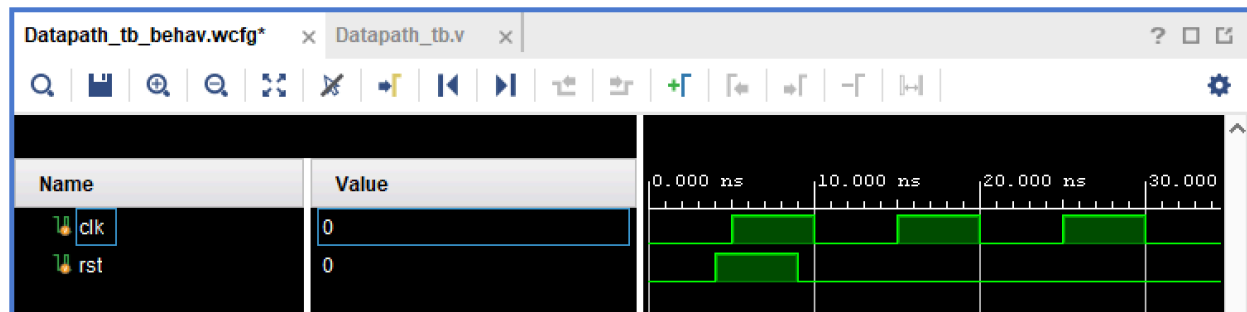 Datapath_tb_behav.wcfg* × Datapath_tb.v × ?
Name Value 0.000 ns 10.000 ns 20.000 ns 30.000
clk 0
rst 0